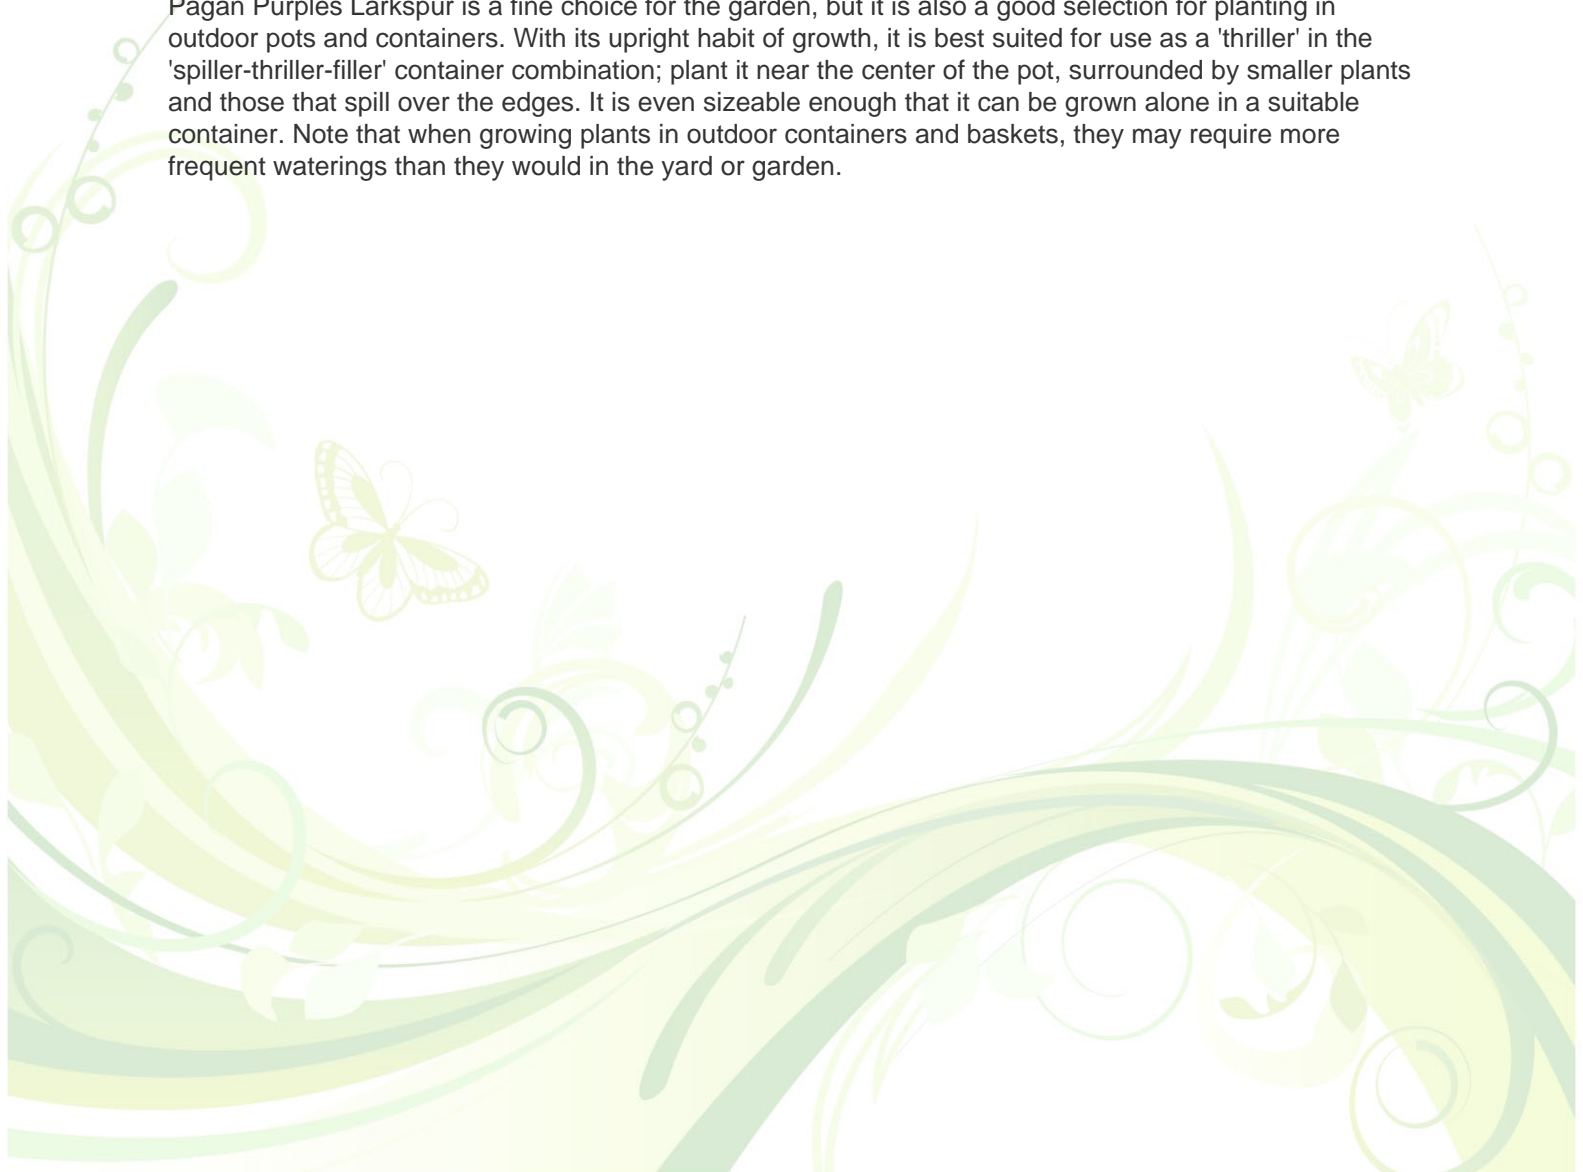 Pagan Purples Larkspur is a fine choice for the garden, but it is also a good selection for planting in
outdoor pots and containers. With its upright habit of growth, it is best suited for use as a 'thriller' in the
'spiller-thriller-filler' container combination; plant it near the center of the pot, surrounded by smaller plants
and those that spill over the edges. It is even sizeable enough that it can be grown alone in a suitable
container. Note that when growing plants in outdoor containers and baskets, they may require more
frequent waterings than they would in the yard or garden.